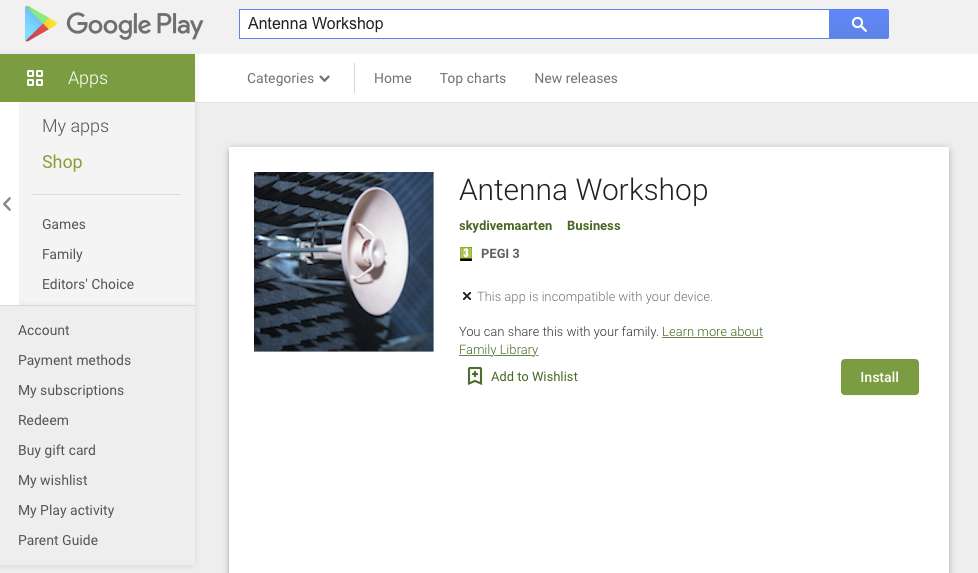 Google Play
Antenna Workshop
Apps
Categories
Home
Top charts
New releases
My apps
Shop
Games
Family
Editors' Choice
Account
Payment methods
My subscriptions
Redeem
Buy gift card
My wishlist
My Play activity
Parent Guide
Antenna Workshop
skydivemaarten Business
3 PEGI 3
This app is incompatible with your device.
You can share this with your family. Learn more about
Family Library
Add to Wishlist
Install